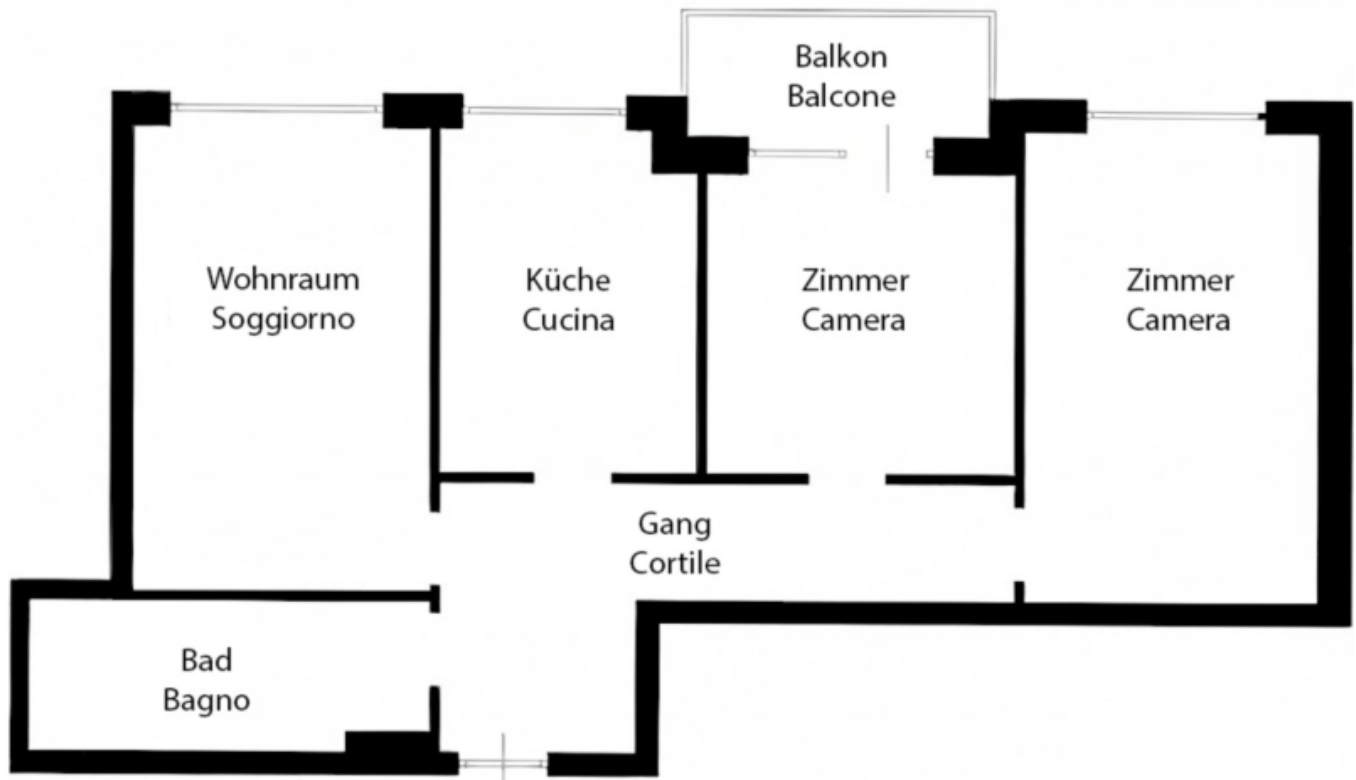 Balkon
Balcone
Wohnraum
Soggiorno
Küche
Cucina
Zimmer
Camera
Zimmer
Camera
Gang
Cortile
Bad
Bagno